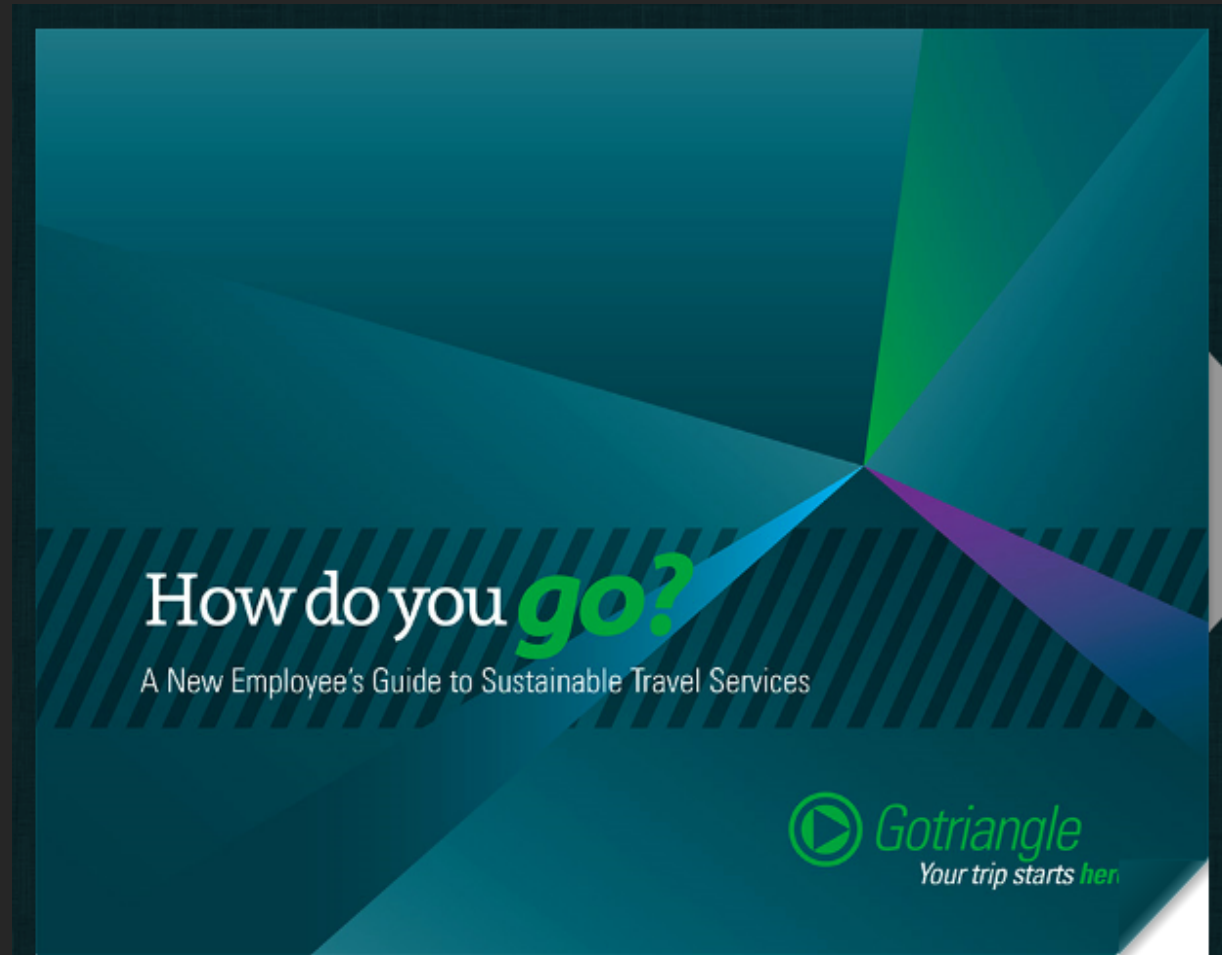 How do you go?
A New Employee's Guide to Sustainable Travel Services
Gotriangle
Your trip starts